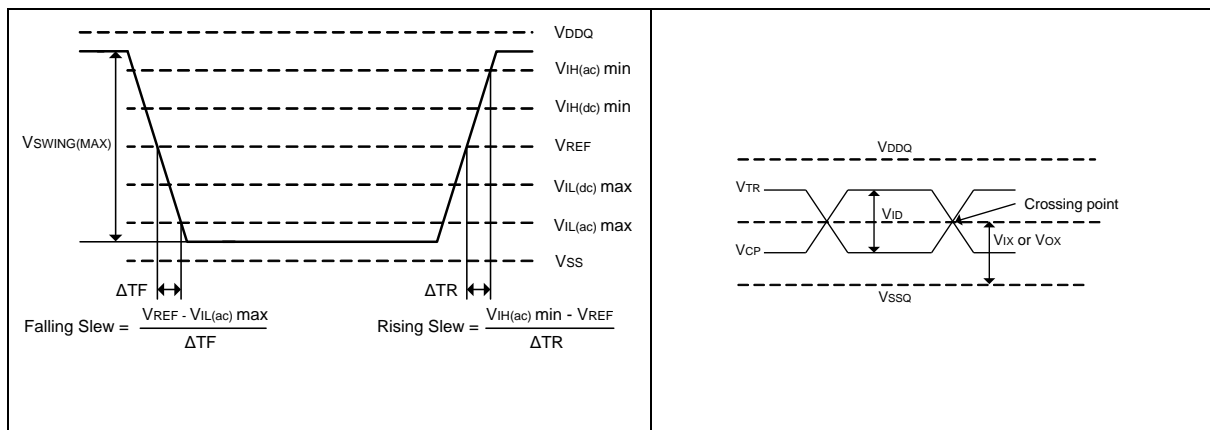 VDDQ
VIH(ac) min
VIH(dc) min
VSWING(MAX)
VREF
VIL(dc) max
VIL(ac) max
VSS
ΔTF
ΔTR
Falling Slew = VREF - VIL(ac) max
ΔTF
Rising Slew = VIH(ac) min - VREF
ΔTR
VDDQ
VTR
VID
Crossing point
VCP
VIX or VOX
VSSQ